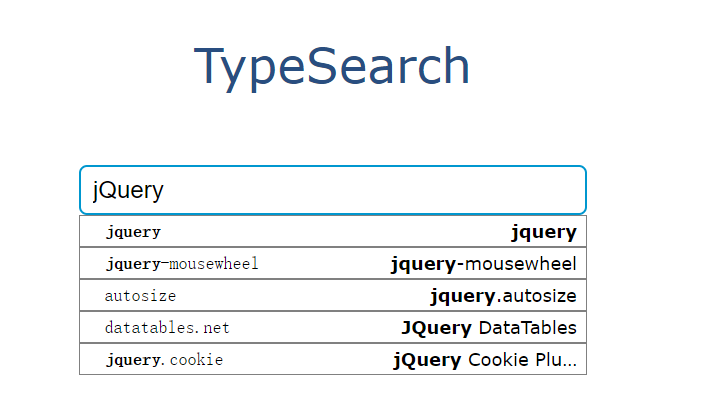 TypeSearch
jQuery
jquery jquery
jquery-mousewheel jquery-mousewheel
autosize jquery.autosize
datatables.net JQuery DataTables
jquery.cookie jQuery Cookie Plu...